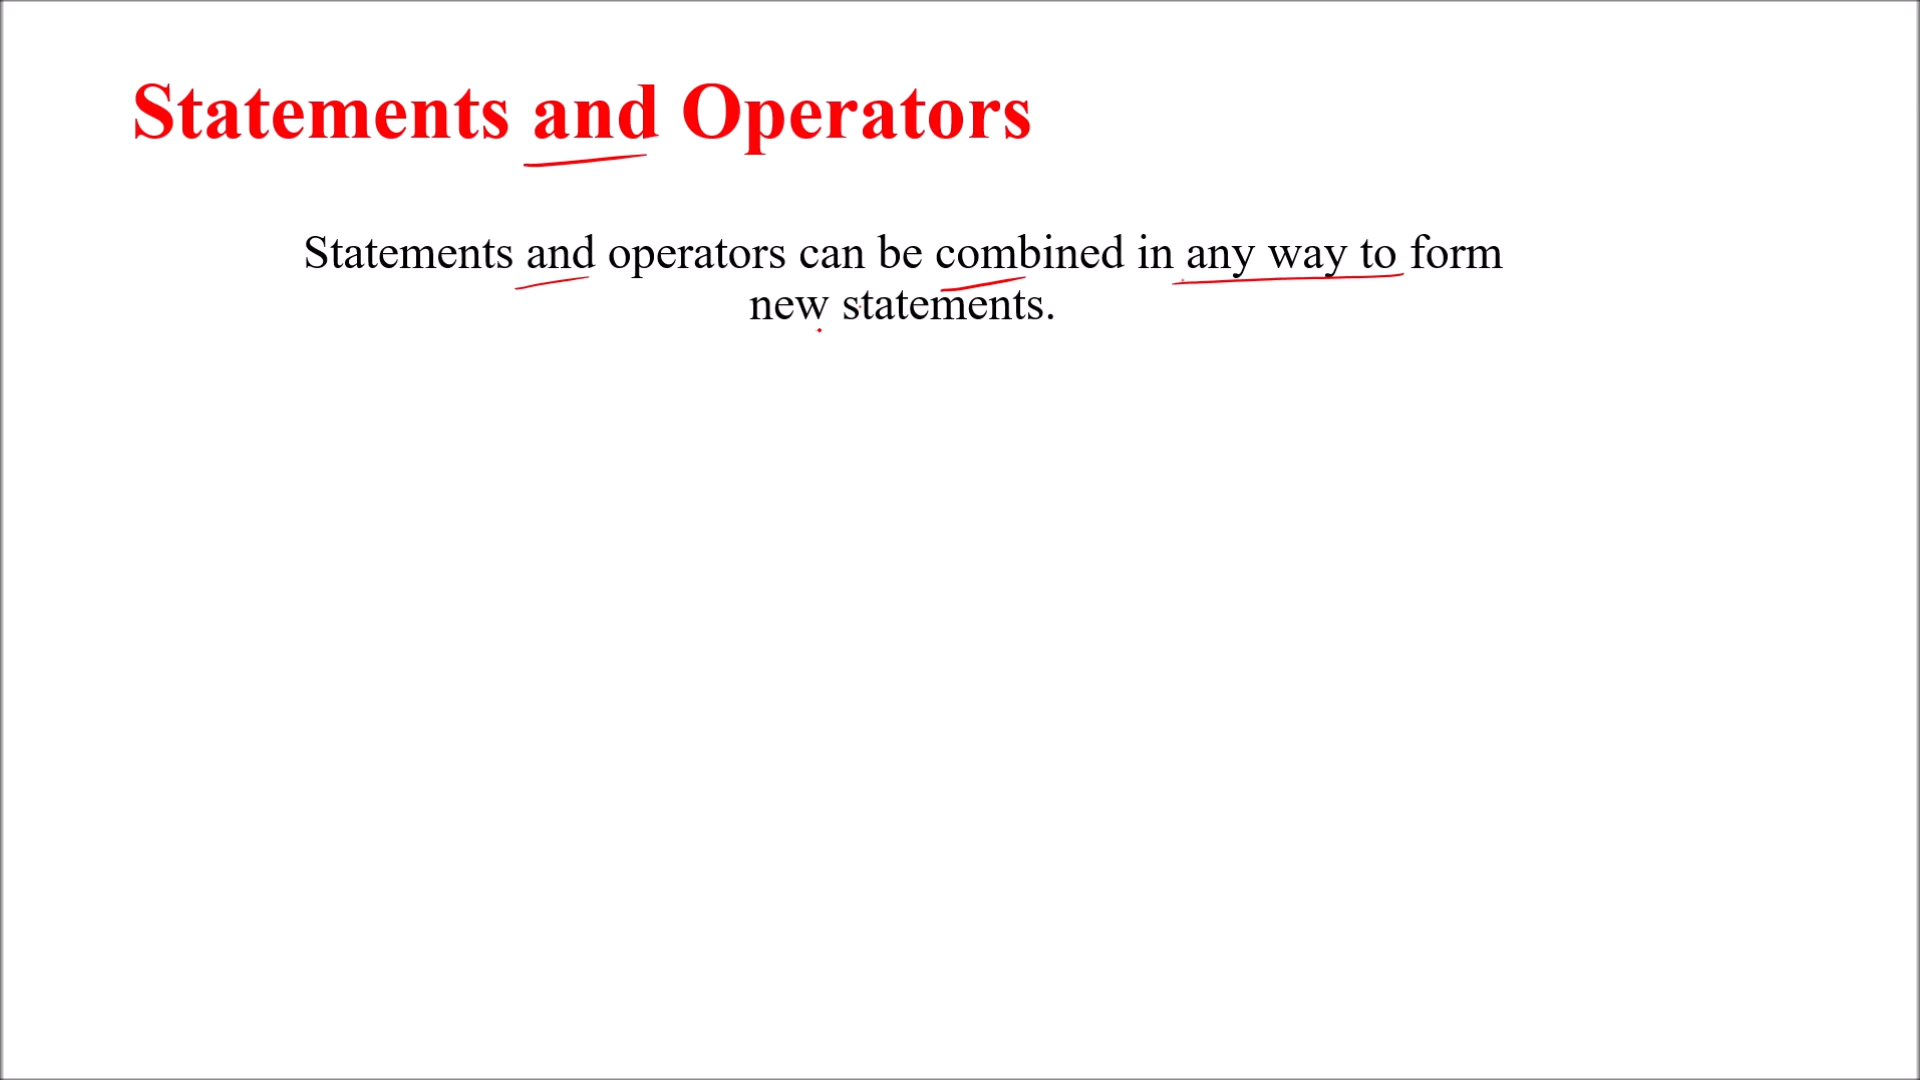 Statements and Operators
Statements and operators can be combined in any way to form
new statements.